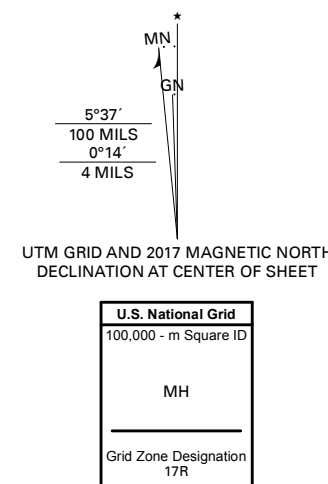 ★
MN
GN
5°37´
100 MILS
0°14´
4 MILS
UTM GRID AND 2017 MAGNETIC NORTH
DECLINATION AT CENTER OF SHEET
U.S. National Grid
100,000 - m Square ID
MH
Grid Zone Designation
17R